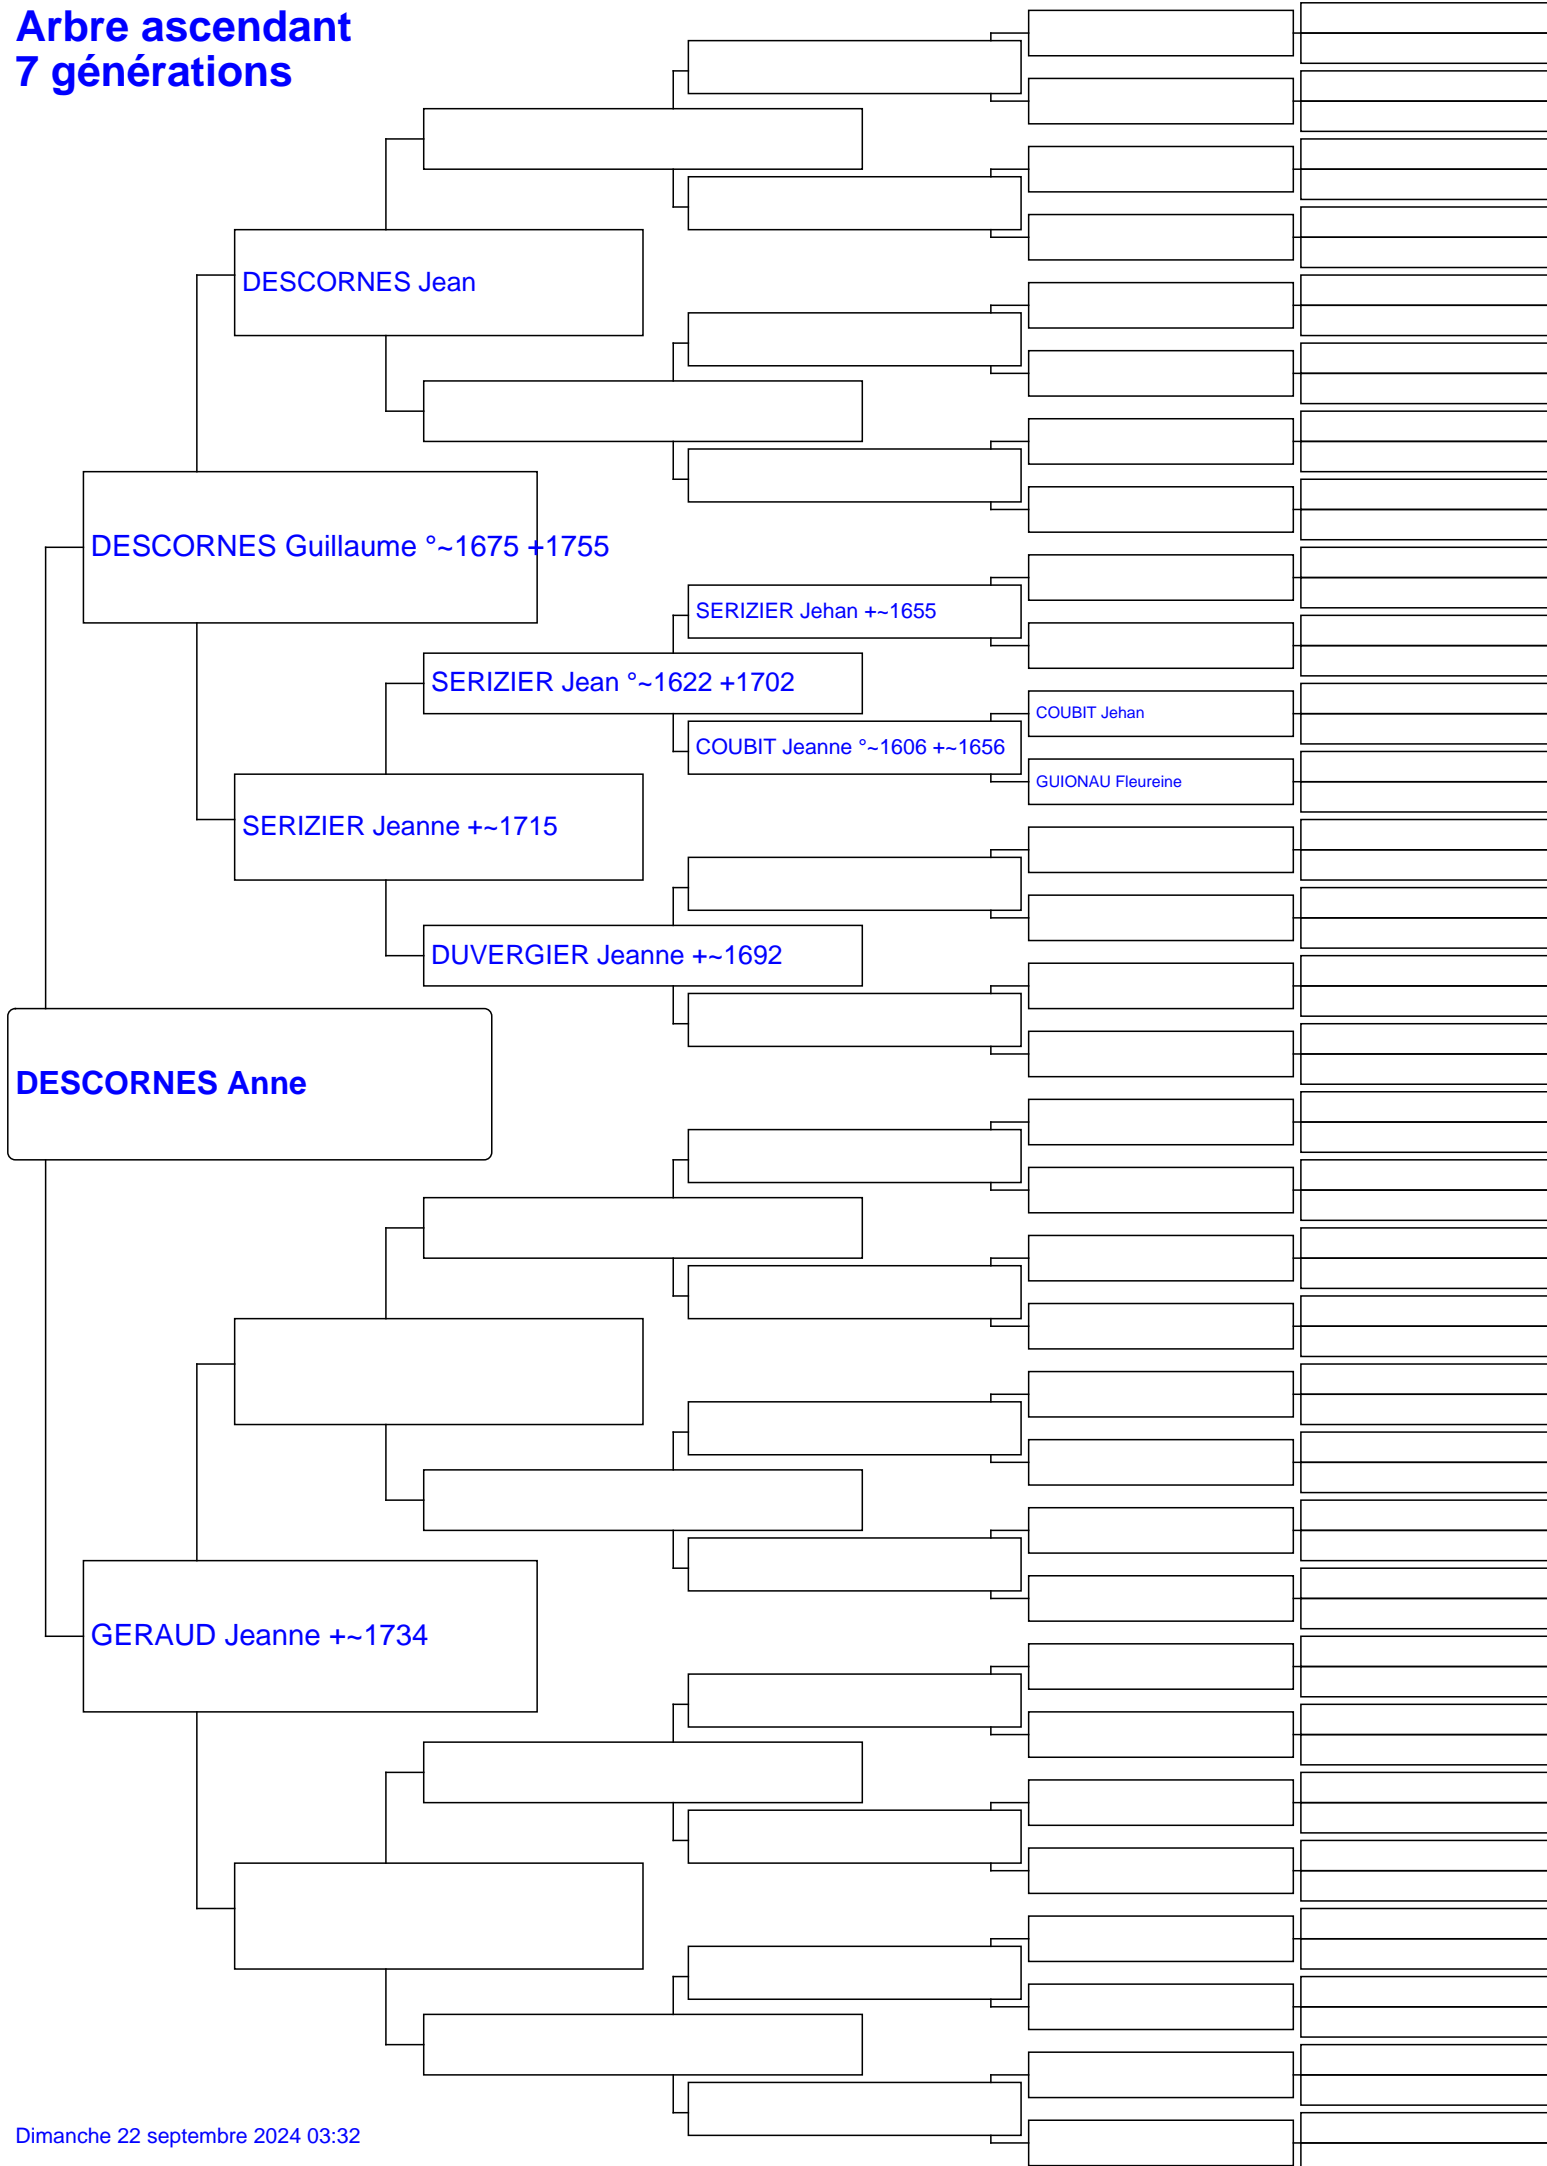 Arbre ascendant
7 générations
DESCORNES Jean
DESCORNES Guillaume °~1675 +1755
SERIZIER Jehan +~1655
SERIZIER Jean °~1622 +1702
COUBIT Jehan
COUBIT Jeanne °~1606 +~1656
GUIONAU Fleureine
SERIZIER Jeanne +~1715
DUVERGIER Jeanne +~1692
DESCORNES Anne
GERAUD Jeanne +~1734
Dimanche 22 septembre 2024 03:32